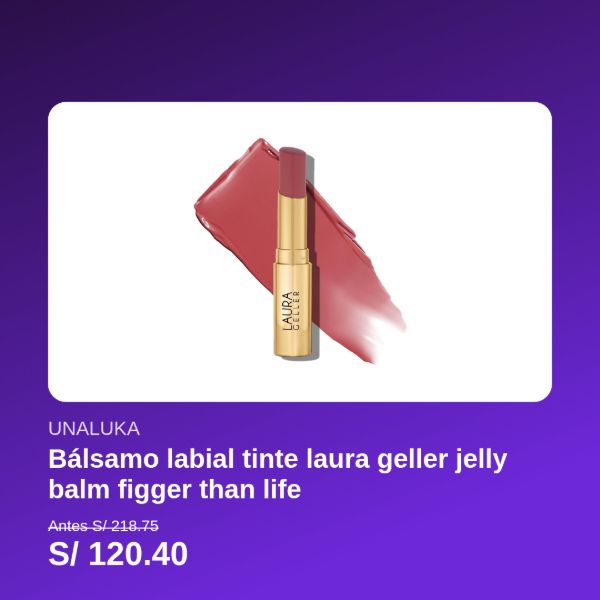 LAURA
GELLER
UNALUKA
Bálsamo labial tinte laura geller jelly
balm figger than life
Antes S/ 218.75
S/ 120.40